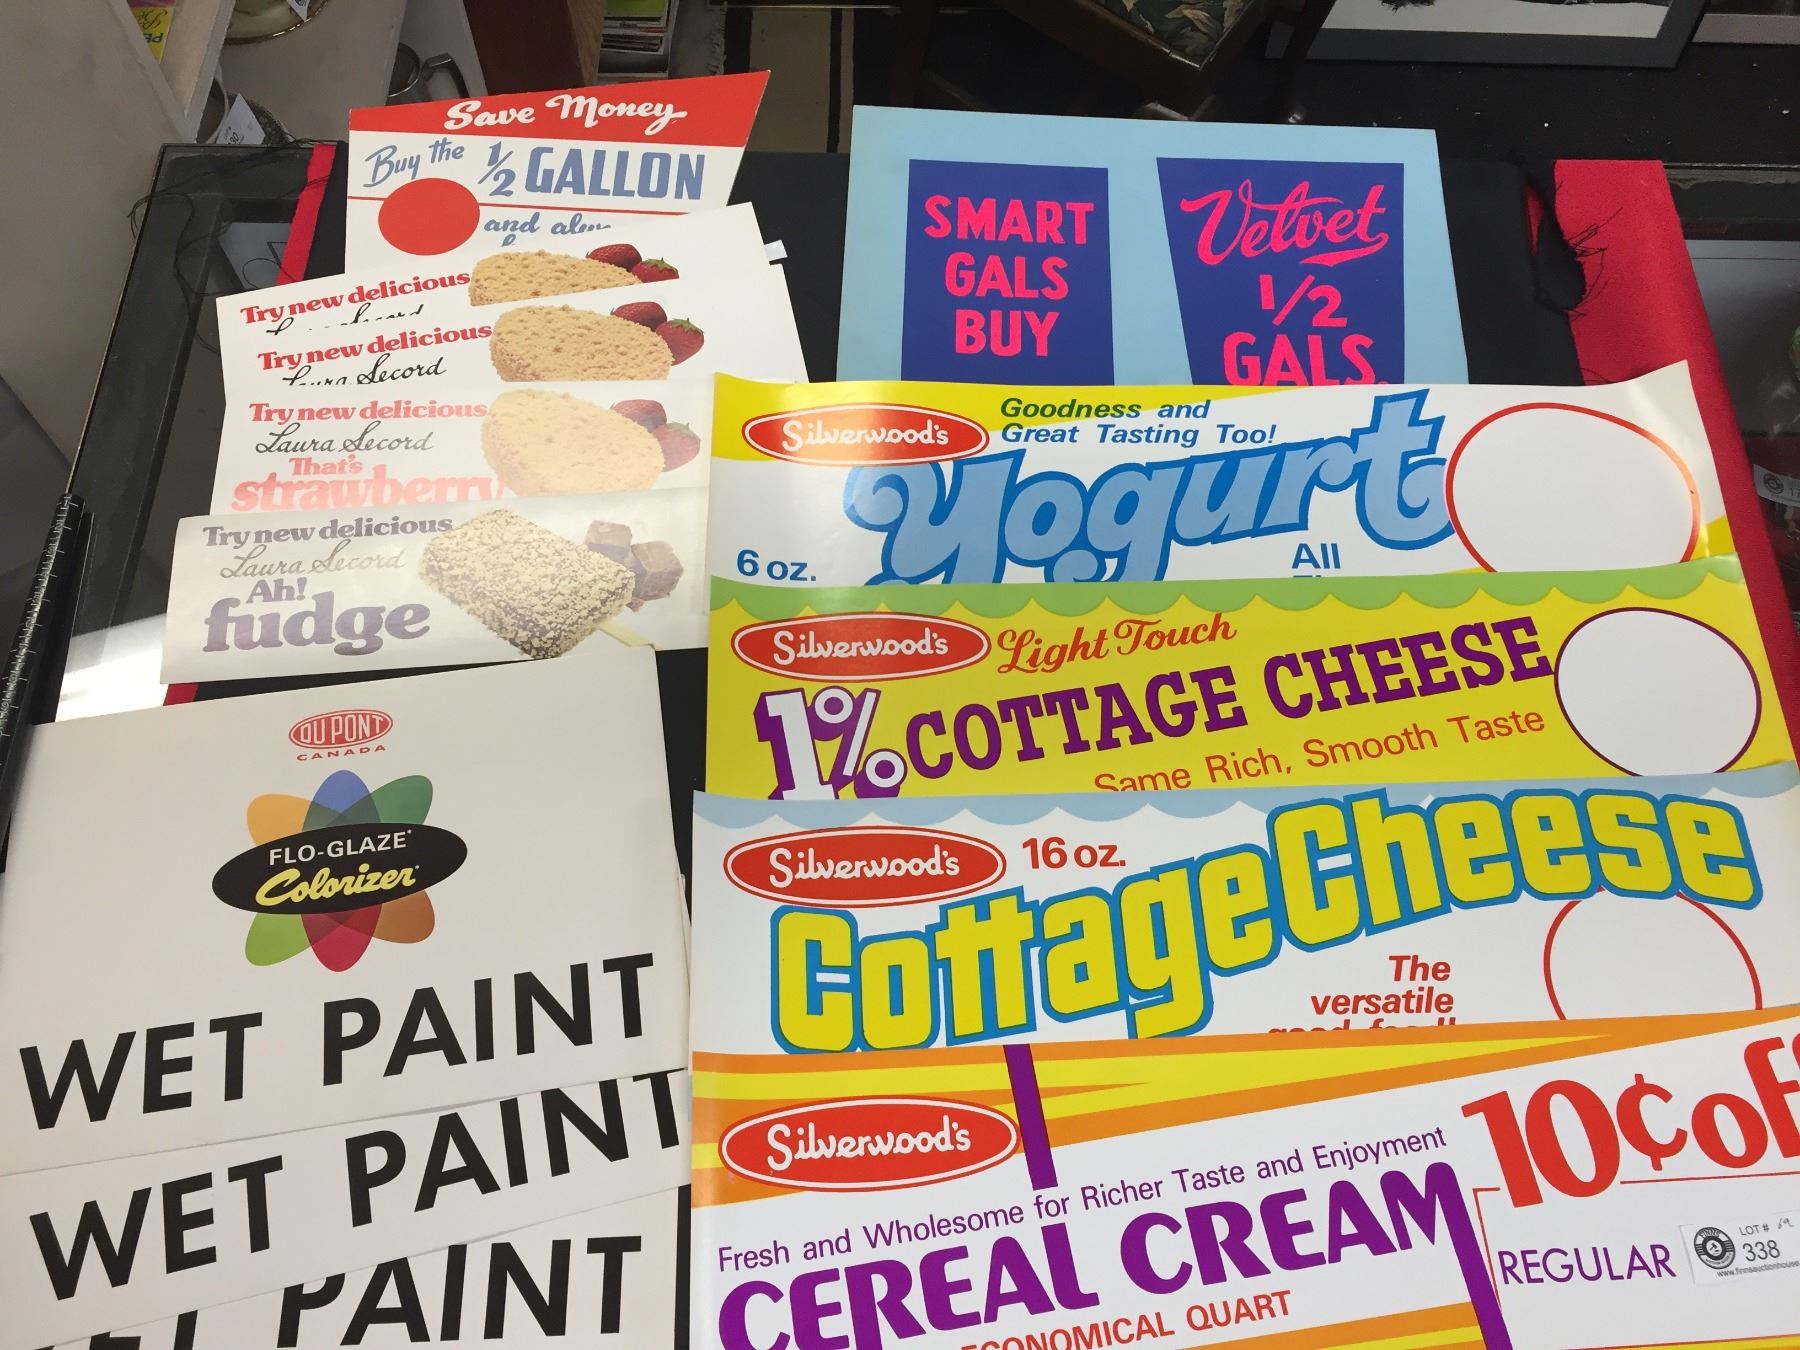 Save Money
Buy the 1/2 GALLON
and
Try new delicious
Try new delicious
Laura Secord
Try new delicious
Laura Secord
That's
strawberry
Try new delicious
Laura Secord
Ah!
fudge
DU PONT
CANADA
FLO-GLAZE*
Colorizer*
WET PAINT
WET PAINT
PAINT
SMART
GALS
BUY
Velvet
1/2
GALS.
Silverwood's
Goodness and
Great Tasting Too!
Yogurt
6 oz.
All
Silverwood's
Light Touch
1% COTTAGE CHEESE
Same Rich, Smooth Taste
Silverwood's
16 oz.
Cottage Cheese
The
versatile
Silverwood's
10¢ off
Fresh and Wholesome for Richer Taste and Enjoyment
CEREAL CREAM
ECONOMICAL QUART
REGULAR
LOT #
338